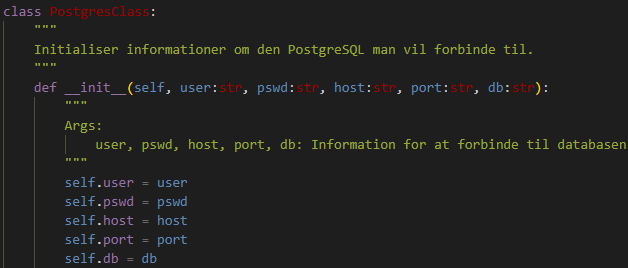 class PostgresClass:
    """
    Initialiser informationer om den PostgreSQL man vil forbinde til.
    """
    def __init__(self, user:str, pswd:str, host:str, port:str, db:str):
        """
        Args:
            user, pswd, host, port, db: Information for at forbinde til databasen
        """
        self.user = user
        self.pswd = pswd
        self.host = host
        self.port = port
        self.db = db